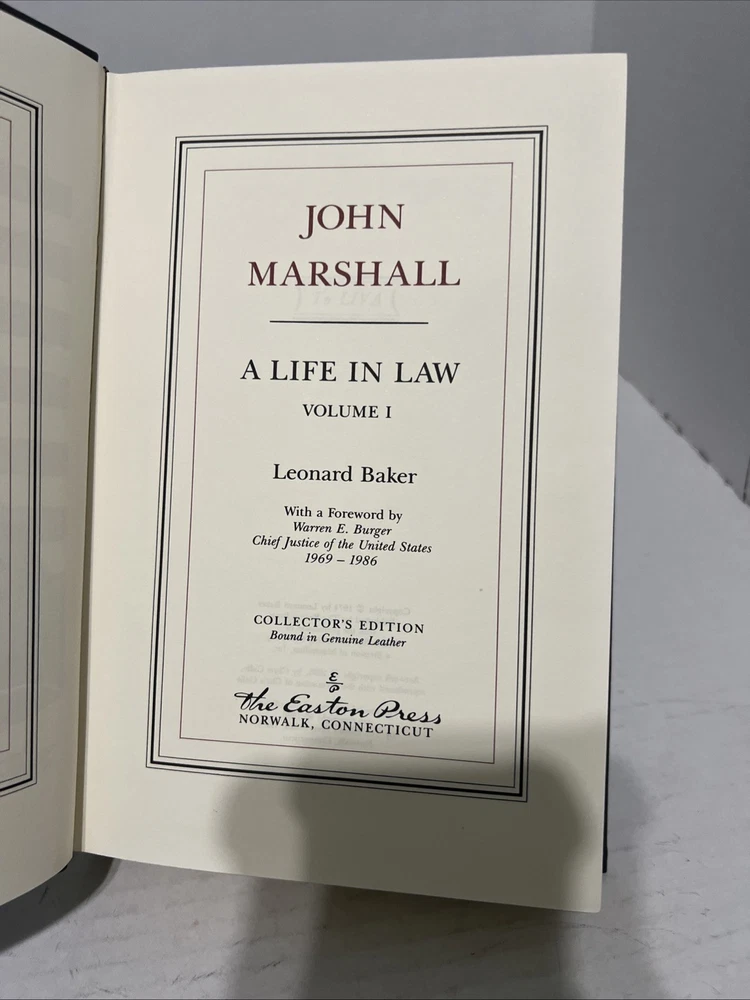 JOHN
MARSHALL
A LIFE IN LAW
VOLUME I
Leonard Baker
With a Foreword by
Warren E. Burger
Chief Justice of the United States
1969 – 1986
COLLECTOR'S EDITION
Bound in Genuine Leather
E
P
The Easton Press
NORWALK, CONNECTICUT